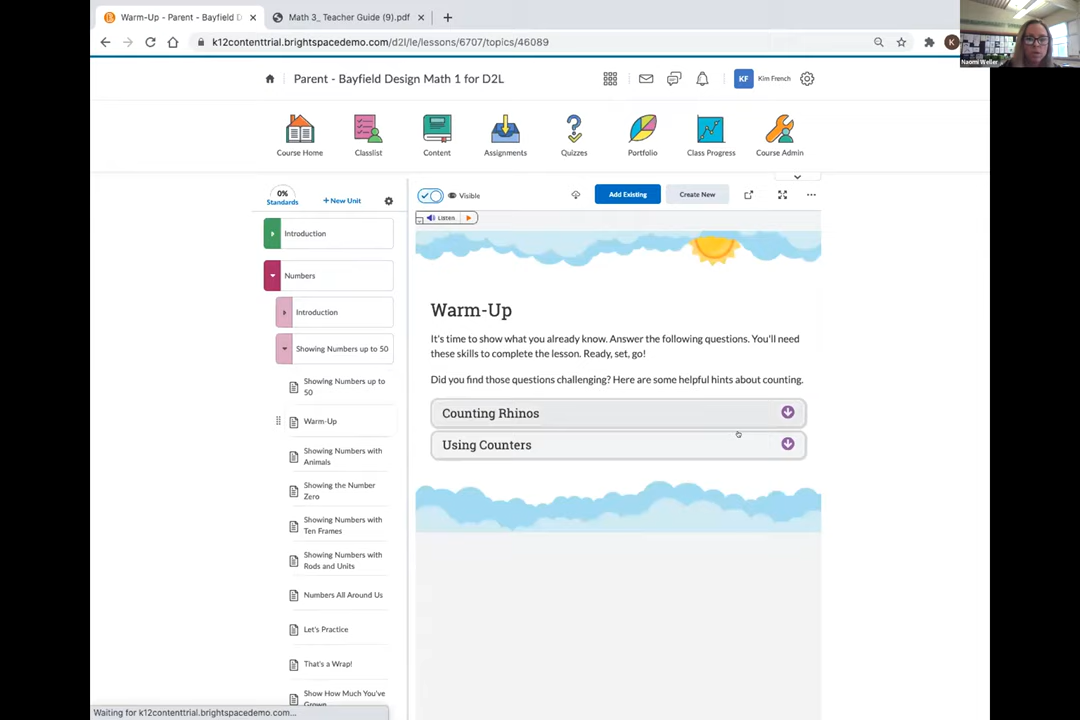 Warm-Up - Parent - Bayfield D
Math 3_ Teacher Guide (9).pdf
k12contenttrial.brightspacedemo.com/d2l/le/lessons/6707/topics/46089
K
Naomi Weller
Parent - Bayfield Design Math 1 for D2L
KF
Kim French
Course Home
Classlist
Content
Assignments
Quizzes
Portfolio
Class Progress
Course Admin
0%
Standards
+ New Unit
Visible
Add Existing
Create New
Listen
Introduction
Numbers
Introduction
Showing Numbers up to 50
Showing Numbers up to
50
Warm-Up
Showing Numbers with
Animals
Showing the Number
Zero
Showing Numbers with
Ten Frames
Showing Numbers with
Rods and Units
Numbers All Around Us
Let's Practice
That's a Wrap!
Show How Much You've
Grown
Warm-Up
It's time to show what you already know. Answer the following questions. You'll need
these skills to complete the lesson. Ready, set, go!
Did you find those questions challenging? Here are some helpful hints about counting.
Counting Rhinos
Using Counters
Waiting for k12contenttrial.brightspacedemo.com...